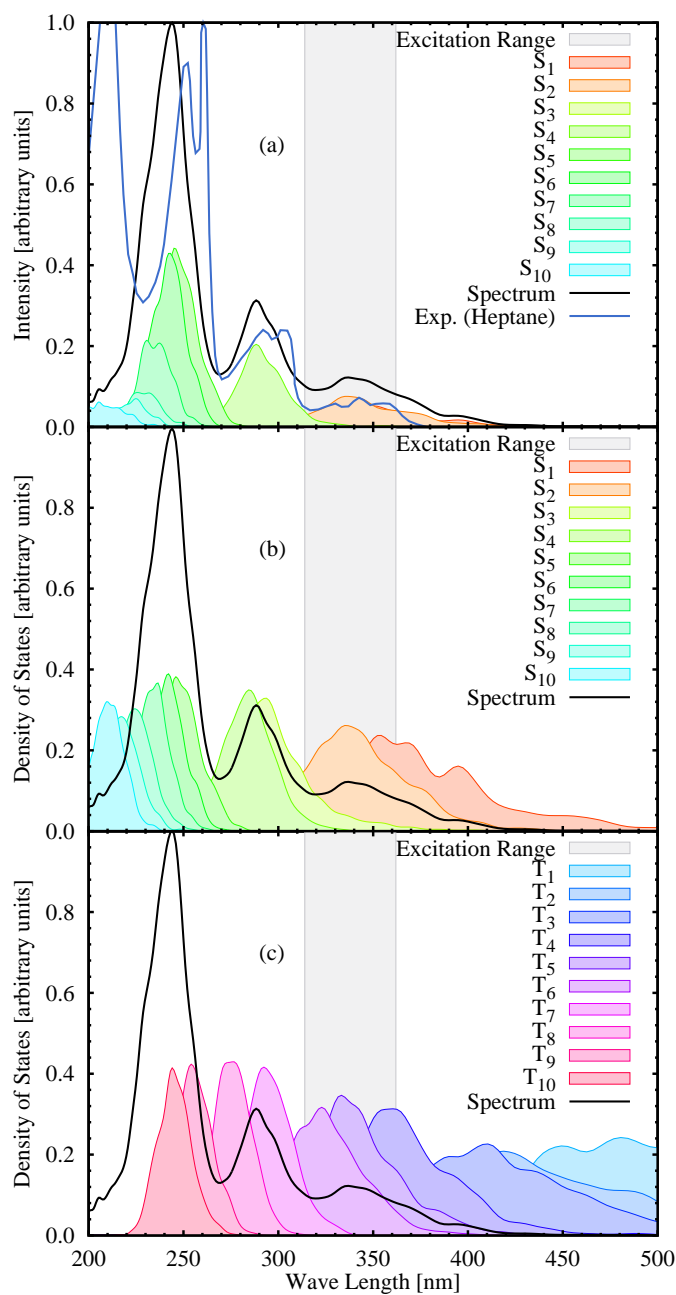 1.0
0.8
0.6
0.4
0.2
0.0
Intensity [arbitrary units]
(a)
Excitation Range
S1
S2
S3
S4
S5
S6
S7
S8
S9
S10
Spectrum
Exp. (Heptane)
0.8
0.6
0.4
0.2
0.0
Density of States [arbitrary units]
(b)
Excitation Range
S1
S2
S3
S4
S5
S6
S7
S8
S9
S10
Spectrum
0.8
0.6
0.4
0.2
0.0
Density of States [arbitrary units]
(c)
Excitation Range
T1
T2
T3
T4
T5
T6
T7
T8
T9
T10
Spectrum
200 250 300 350 400 450 500
Wave Length [nm]